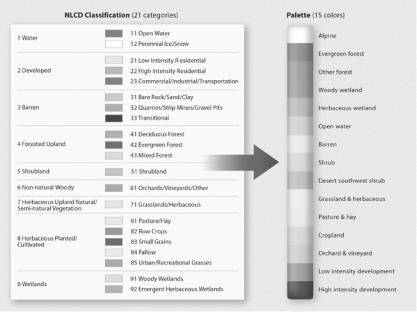 NLCD Classification (21 categories)
1 Water
11 Open Water
12 Perennial Ice/Snow
2 Developed
21 Low Intensity Residential
22 High Intensity Residential
23 Commercial/Industrial/Transportation
3 Barren
31 Bare Rock/Sand/Clay
32 Quarries/Strip Mines/Gravel Pits
33 Transitional
4 Forested Upland
41 Deciduous Forest
42 Evergreen Forest
43 Mixed Forest
5 Shrubland
51 Shrubland
6 Non-natural Woody
61 Orchards/Vineyards/Other
7 Herbaceous Upland Natural/
Semi-natural Vegetation
71 Grasslands/Herbaceous
8 Herbaceous Planted/
Cultivated
81 Pasture/Hay
82 Row Crops
83 Small Grains
84 Fallow
85 Urban/Recreational Grasses
9 Wetlands
91 Woody Wetlands
92 Emergent Herbaceous Wetlands
Palette (15 colors)
Alpine
Evergreen forest
Other forest
Woody wetland
Herbaceous wetland
Open water
Barren
Shrub
Desert southwest shrub
Grassland & herbaceous
Pasture & hay
Cropland
Orchard & vineyard
Low intensity development
High intensity development